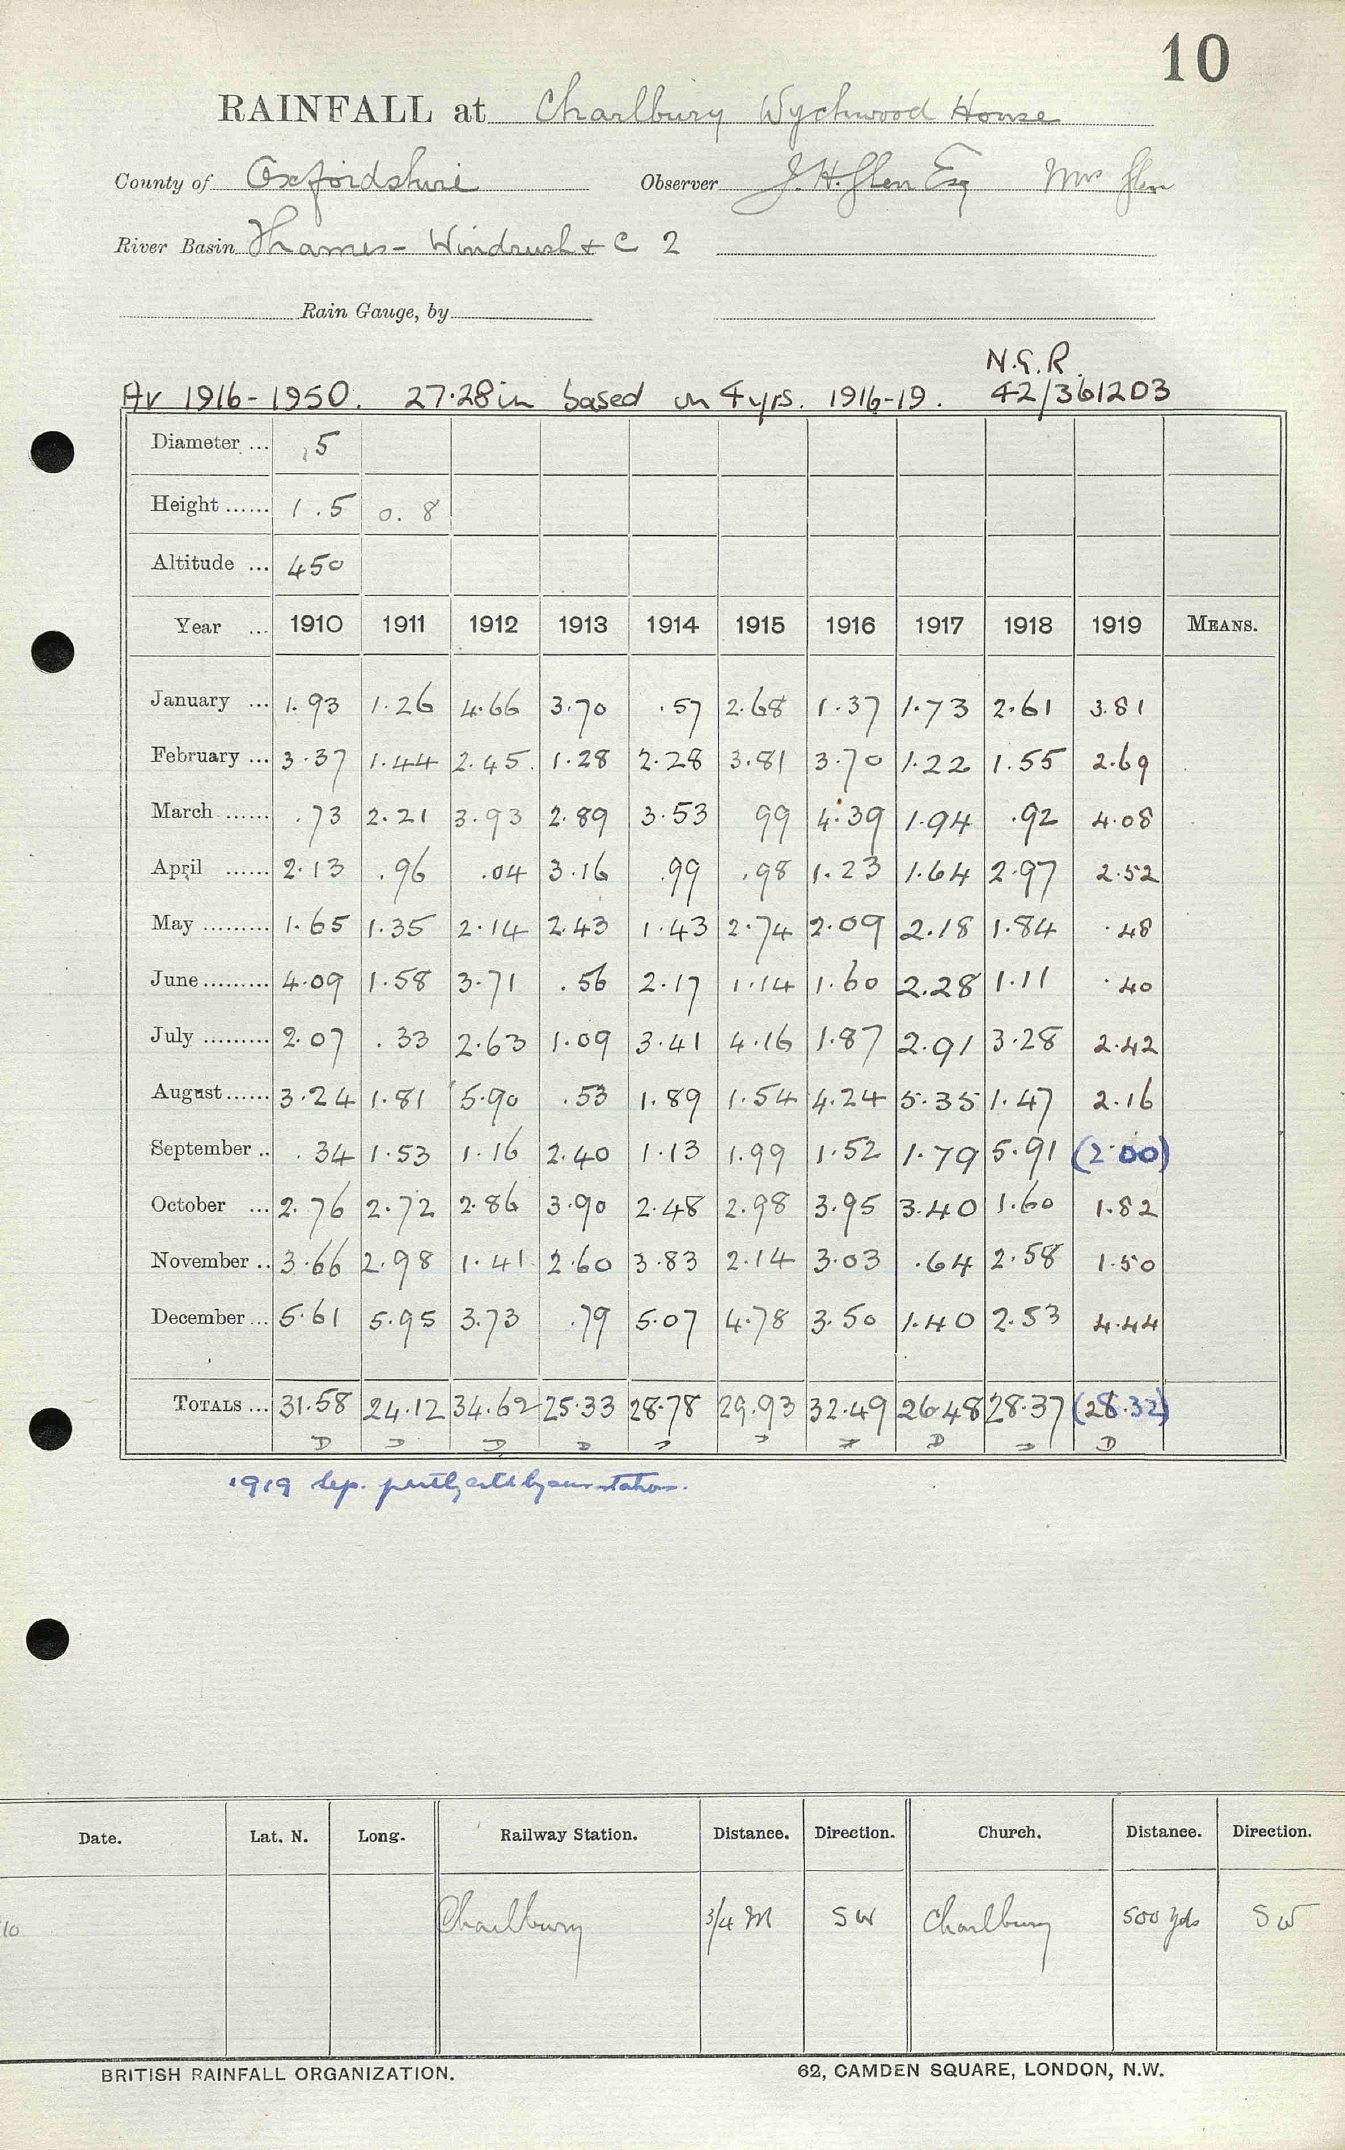 10
RAINFALL at Charlbury Wychwood House
County of Oxfordshire Observer J. H. Glen Esq Mrs Glen
River Basin Thames - Windrush & C 2
Rain Gauge, by
N.G.R.
Av 1916-1950. 27.28 in based on 4 yrs. 1916-19. 42/361203
Diameter ... 5
Height ...... 1.5 0.8
Altitude ... 450
Year ... 1910 1911 1912 1913 1914 1915 1916 1917 1918 1919 MEANS.
January ... 1.93 1.26 4.66 3.70 .57 2.68 1.37 1.73 2.61 3.81
February ... 3.37 1.44 2.45 1.28 2.28 3.81 3.70 1.22 1.55 2.69
March ...... .73 2.21 3.93 2.89 3.53 99 4.39 1.94 .92 4.08
April ...... 2.13 .96 .04 3.16 .99 .98 1.23 1.64 2.97 2.52
May ......... 1.65 1.35 2.14 2.43 1.43 2.74 2.09 2.18 1.84 .48
June ......... 4.09 1.58 3.71 .56 2.17 1.14 1.60 2.28 1.11 .40
July ......... 2.07 .33 2.63 1.09 3.41 4.16 1.87 2.91 3.28 2.42
August ...... 3.24 1.81 5.90 .53 1.89 1.54 4.24 5.35 1.47 2.16
September .. .34 1.53 1.16 2.40 1.13 1.99 1.52 1.79 5.91 (2.00)
October ... 2.76 2.72 2.86 3.90 2.48 2.98 3.95 3.40 1.60 1.82
November .. 3.66 2.98 1.41 2.60 3.83 2.14 3.03 .64 2.58 1.50
December ... 5.61 5.95 3.73 .79 5.07 4.78 3.50 1.40 2.53 4.44
TOTALS ... 31.58 24.12 34.62 25.33 28.78 29.93 32.49 26.48 28.37 (28.32)
D D D D D D D D D
1919 Sep. partly estd by our station.
Date. Lat. N. Long. Railway Station. Distance. Direction. Church. Distance. Direction.
10 Charlbury 3/4 M SW Charlbury 500 yds SW
BRITISH RAINFALL ORGANIZATION. 62, CAMDEN SQUARE, LONDON, N.W.